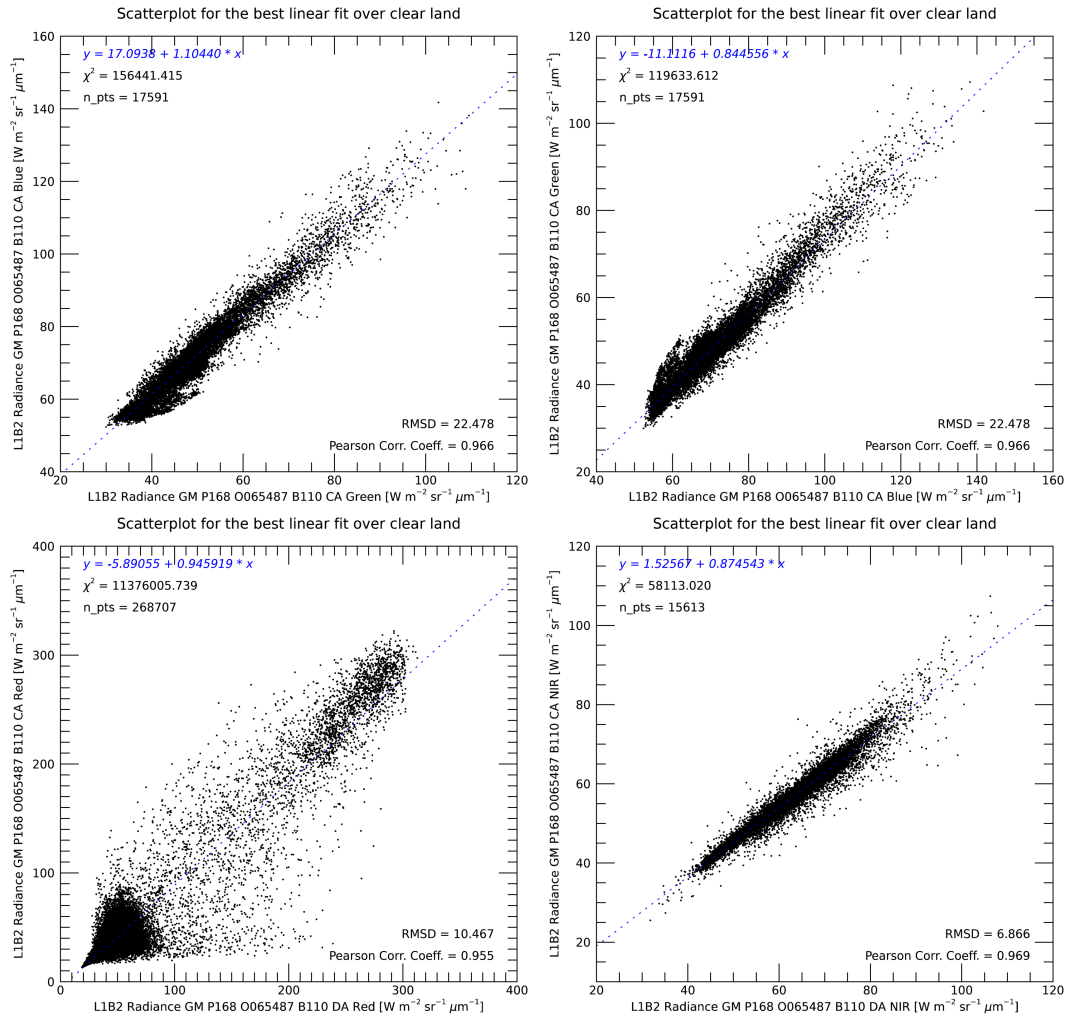 Scatterplot for the best linear fit over clear land
y = 17.0938 + 1.10440 * x
χ² = 156441.415
n_pts = 17591
RMSD = 22.478
Pearson Corr. Coeff. = 0.966
L1B2 Radiance GM P168 O065487 B110 CA Blue [W m⁻² sr⁻¹ μm⁻¹]
160
140
120
100
80
60
40
20 40 60 80 100 120
L1B2 Radiance GM P168 O065487 B110 CA Green [W m⁻² sr⁻¹ μm⁻¹]
Scatterplot for the best linear fit over clear land
y = -11.1116 + 0.844556 * x
χ² = 119633.612
n_pts = 17591
RMSD = 22.478
Pearson Corr. Coeff. = 0.966
L1B2 Radiance GM P168 O065487 B110 CA Green [W m⁻² sr⁻¹ μm⁻¹]
120
100
80
60
40
20
40 60 80 100 120 140 160
L1B2 Radiance GM P168 O065487 B110 CA Blue [W m⁻² sr⁻¹ μm⁻¹]
Scatterplot for the best linear fit over clear land
y = -5.89055 + 0.945919 * x
χ² = 11376005.739
n_pts = 268707
RMSD = 10.467
Pearson Corr. Coeff. = 0.955
L1B2 Radiance GM P168 O065487 B110 CA Red [W m⁻² sr⁻¹ μm⁻¹]
400
300
200
100
0
0 100 200 300 400
L1B2 Radiance GM P168 O065487 B110 DA Red [W m⁻² sr⁻¹ μm⁻¹]
Scatterplot for the best linear fit over clear land
y = 1.52567 + 0.874543 * x
χ² = 58113.020
n_pts = 15613
RMSD = 6.866
Pearson Corr. Coeff. = 0.969
L1B2 Radiance GM P168 O065487 B110 CA NIR [W m⁻² sr⁻¹ μm⁻¹]
120
100
80
60
40
20
20 40 60 80 100 120
L1B2 Radiance GM P168 O065487 B110 DA NIR [W m⁻² sr⁻¹ μm⁻¹]